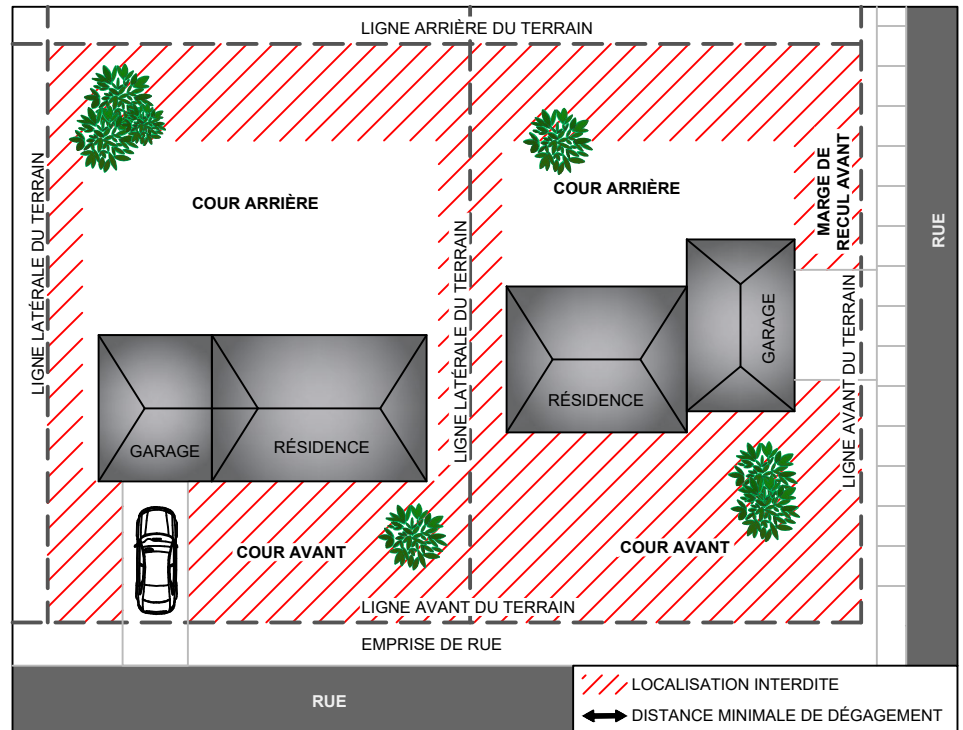 LIGNE ARRIÈRE DU TERRAIN
LIGNE LATÉRALE DU TERRAIN
COUR ARRIÈRE
LIGNE LATÉRALE DU TERRAIN
COUR ARRIÈRE
MARGE DE
RECUL AVANT
RUE
GARAGE
RÉSIDENCE
RÉSIDENCE
GARAGE
LIGNE AVANT DU TERRAIN
COUR AVANT
COUR AVANT
LIGNE AVANT DU TERRAIN
EMPRISE DE RUE
RUE
LOCALISATION INTERDITE
DISTANCE MINIMALE DE DÉGAGEMENT